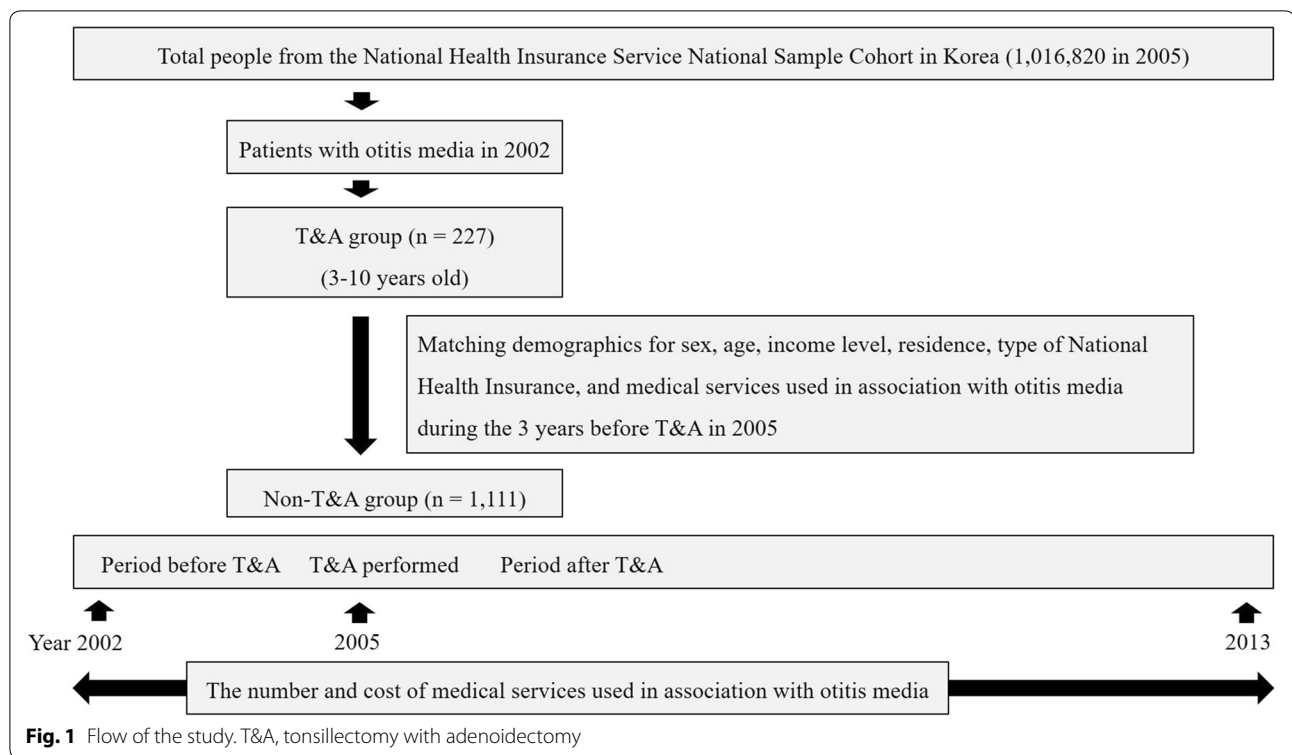 Total people from the National Health Insurance Service National Sample Cohort in Korea (1,016,820 in 2005)
Patients with otitis media in 2002
T&A group (n = 227)
(3-10 years old)
Matching demographics for sex, age, income level, residence, type of National
Health Insurance, and medical services used in association with otitis media
during the 3 years before T&A in 2005
Non-T&A group (n = 1,111)
Period before T&A T&A performed Period after T&A
Year 2002 2005 2013
The number and cost of medical services used in association with otitis media
Fig. 1 Flow of the study. T&A, tonsillectomy with adenoidectomy